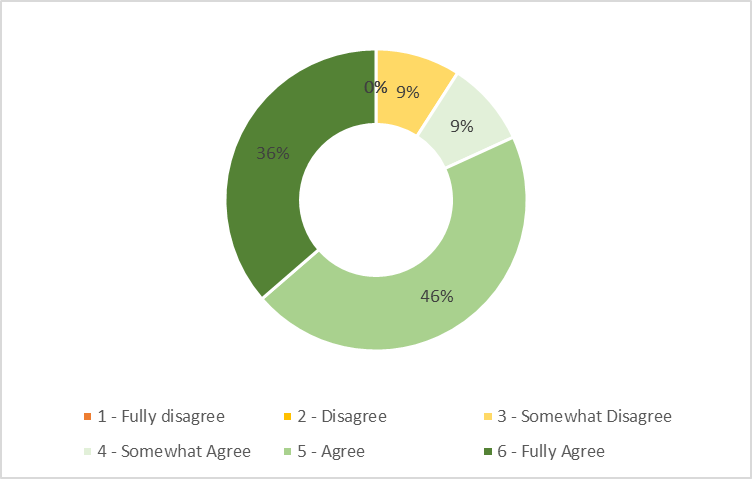 0%
9%
9%
36%
46%
1 - Fully disagree
2 - Disagree
3 - Somewhat Disagree
4 - Somewhat Agree
5 - Agree
6 - Fully Agree